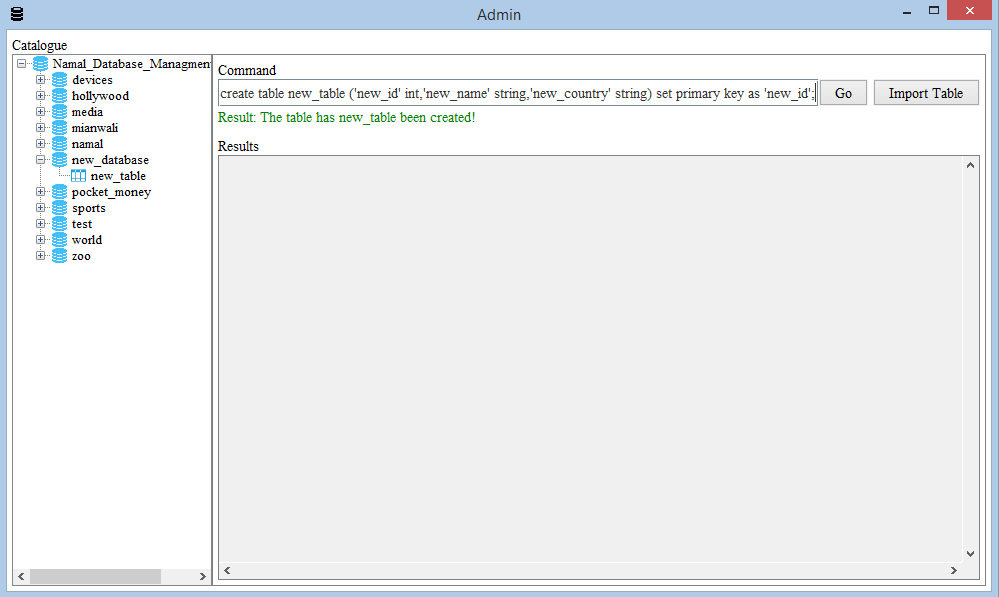 Admin
Catalogue
Namal_Database_Managmen
devices
hollywood
media
mianwali
namal
new_database
new_table
pocket_money
sports
test
world
zoo
Command
create table new_table ('new_id' int,'new_name' string,'new_country' string) set primary key as 'new_id';
Go
Import Table
Result: The table has new_table been created!
Results